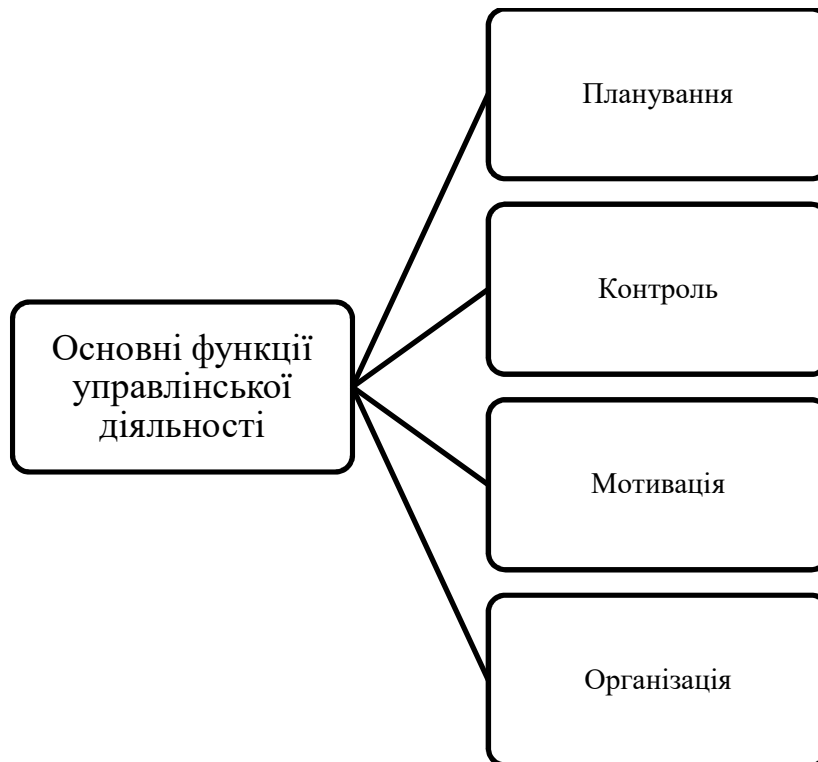 Планування
Контроль
Основні функції
управлінської
діяльності
Мотивація
Організація